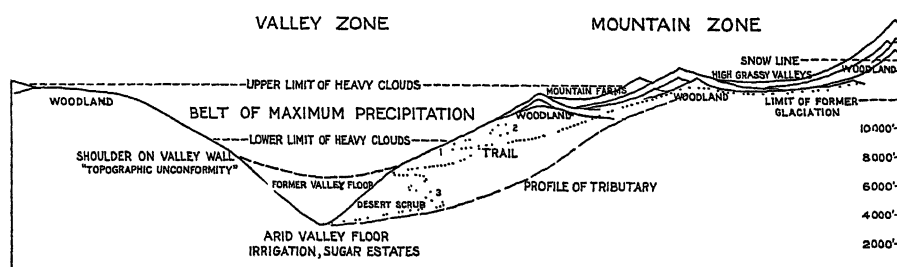 VALLEY ZONE
MOUNTAIN ZONE
SNOW LINE
UPPER LIMIT OF HEAVY CLOUDS
HIGH GRASSY VALLEYS
WOODLAND
WOODLAND
MOUNTAIN FARMS
WOODLAND
LIMIT OF FORMER
GLACIATION
BELT OF MAXIMUM PRECIPITATION
WOODLAND
10000'
LOWER LIMIT OF HEAVY CLOUDS
1
2
TRAIL
SHOULDER ON VALLEY WALL
"TOPOGRAPHIC UNCONFORMITY"
8000'
FORMER VALLEY FLOOR
3
PROFILE OF TRIBUTARY
6000'
DESERT SCRUB
4000'
ARID VALLEY FLOOR
IRRIGATION, SUGAR ESTATES
2000'